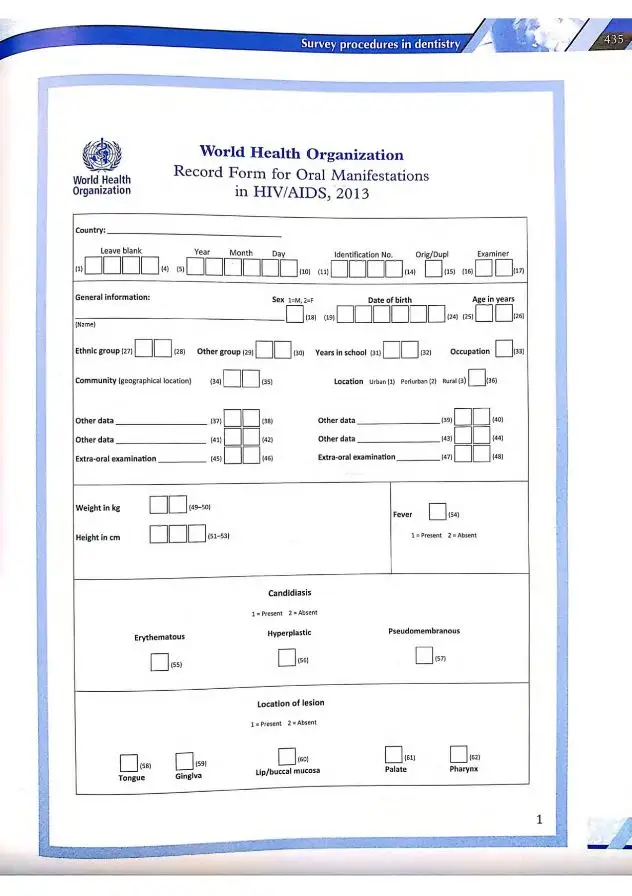 Survey procedures in dentistry
435
World Health Organization
Record Form for Oral Manifestations
in HIV/AIDS, 2013
World Health
Organization
Country:
Leave blank Year Month Day Identification No. Orig/Dupl Examiner
(1) (4) (5) (10) (11) (14) (15) (16) (17)
General information: Sex 1=M, 2=F Date of birth Age in years
(18) (19) (24) (25) (26)
(Name)
Ethnic group (27) (28) Other group (29) (30) Years in school (31) (32) Occupation (33)
Community (geographical location) (34) (35) Location Urban (1) Periurban (2) Rural (3) (36)
Other data (37) (38) Other data (39) (40)
Other data (41) (42) Other data (43) (44)
Extra-oral examination (45) (46) Extra-oral examination (47) (48)
Weight in kg (49–50)
Fever (54)
Height in cm (51–53) 1 = Present 2 = Absent
Candidiasis
1 = Present 2 = Absent
Erythematous Hyperplastic Pseudomembranous
(55) (56) (57)
Location of lesion
1 = Present 2 = Absent
(58) (59) (60) (61) (62)
Tongue Gingiva Lip/buccal mucosa Palate Pharynx
1